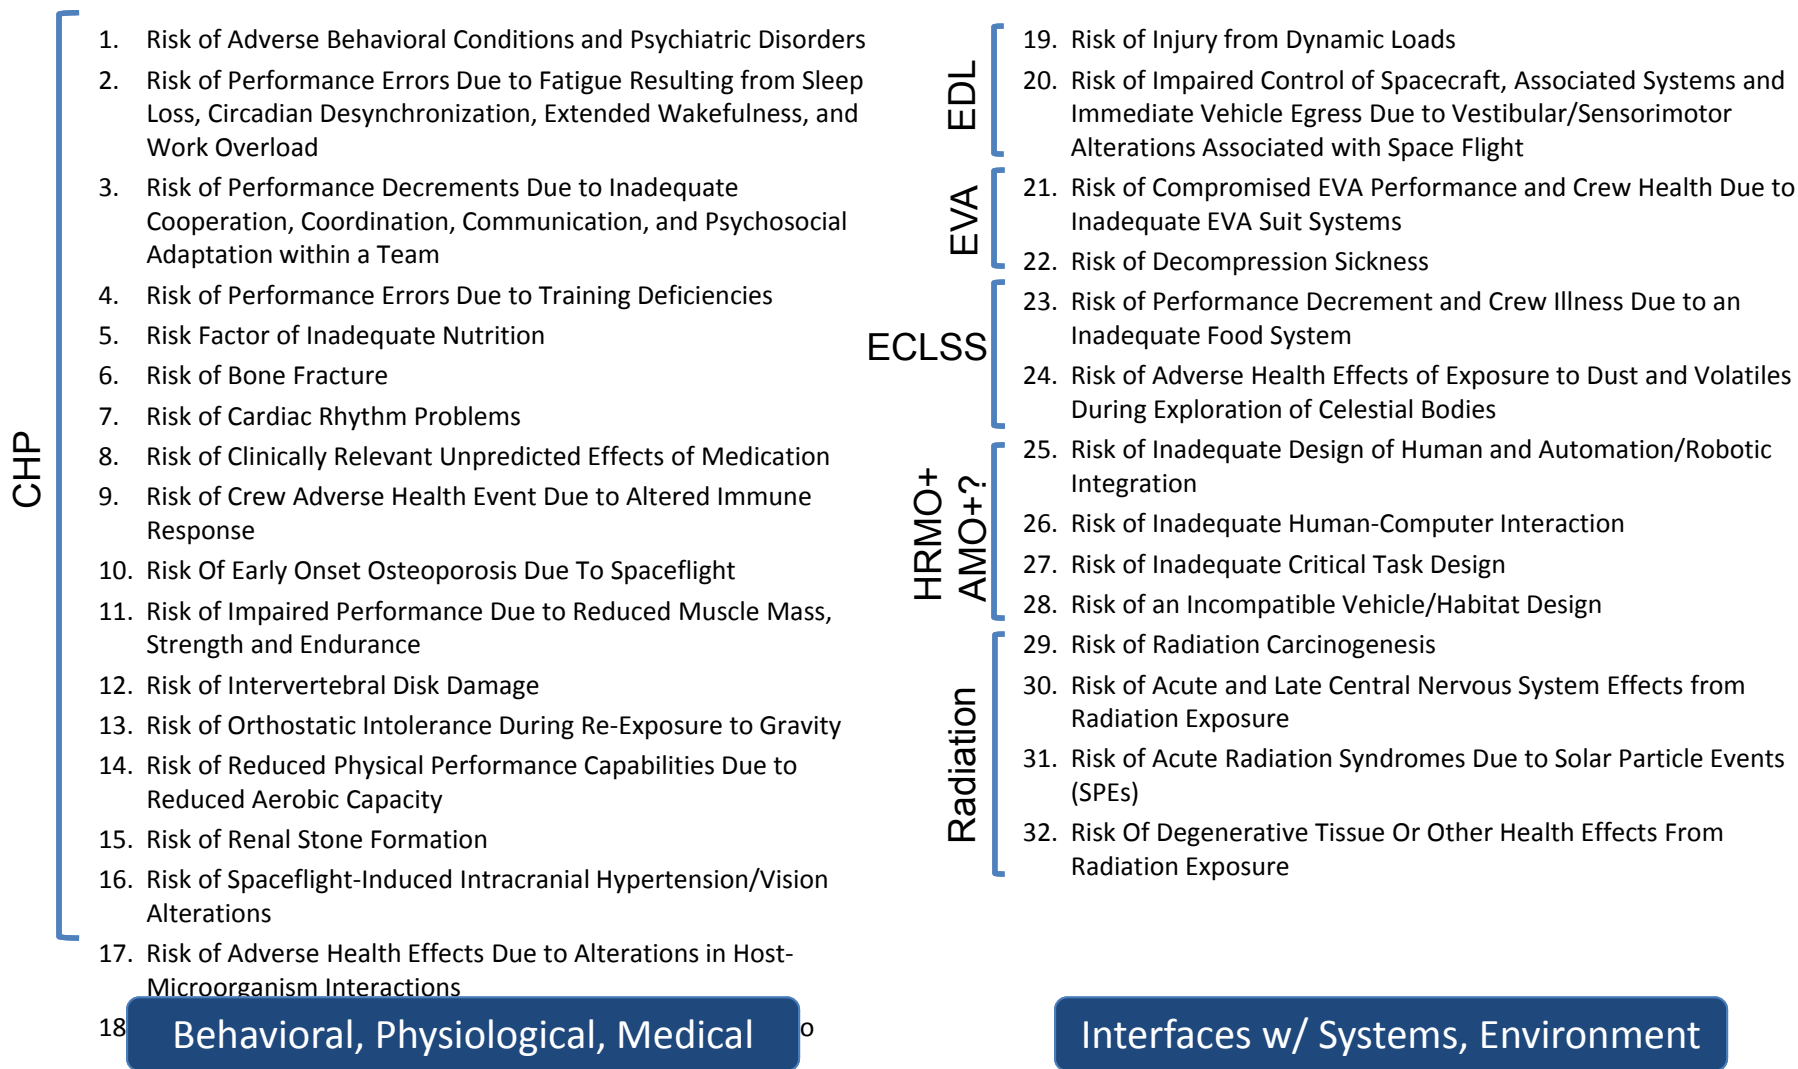 CHP
1. Risk of Adverse Behavioral Conditions and Psychiatric Disorders
2. Risk of Performance Errors Due to Fatigue Resulting from Sleep
Loss, Circadian Desynchronization, Extended Wakefulness, and
Work Overload
3. Risk of Performance Decrements Due to Inadequate
Cooperation, Coordination, Communication, and Psychosocial
Adaptation within a Team
4. Risk of Performance Errors Due to Training Deficiencies
5. Risk Factor of Inadequate Nutrition
6. Risk of Bone Fracture
7. Risk of Cardiac Rhythm Problems
8. Risk of Clinically Relevant Unpredicted Effects of Medication
9. Risk of Crew Adverse Health Event Due to Altered Immune
Response
10. Risk Of Early Onset Osteoporosis Due To Spaceflight
11. Risk of Impaired Performance Due to Reduced Muscle Mass,
Strength and Endurance
12. Risk of Intervertebral Disk Damage
13. Risk of Orthostatic Intolerance During Re-Exposure to Gravity
14. Risk of Reduced Physical Performance Capabilities Due to
Reduced Aerobic Capacity
15. Risk of Renal Stone Formation
16. Risk of Spaceflight-Induced Intracranial Hypertension/Vision
Alterations
17. Risk of Adverse Health Effects Due to Alterations in Host-
Microorganism Interactions
18
Behavioral, Physiological, Medical
EDL
19. Risk of Injury from Dynamic Loads
20. Risk of Impaired Control of Spacecraft, Associated Systems and
Immediate Vehicle Egress Due to Vestibular/Sensorimotor
Alterations Associated with Space Flight
EVA
21. Risk of Compromised EVA Performance and Crew Health Due to
Inadequate EVA Suit Systems
22. Risk of Decompression Sickness
ECLSS
23. Risk of Performance Decrement and Crew Illness Due to an
Inadequate Food System
24. Risk of Adverse Health Effects of Exposure to Dust and Volatiles
During Exploration of Celestial Bodies
HRMO+
AMO+?
25. Risk of Inadequate Design of Human and Automation/Robotic
Integration
26. Risk of Inadequate Human-Computer Interaction
27. Risk of Inadequate Critical Task Design
28. Risk of an Incompatible Vehicle/Habitat Design
Radiation
29. Risk of Radiation Carcinogenesis
30. Risk of Acute and Late Central Nervous System Effects from
Radiation Exposure
31. Risk of Acute Radiation Syndromes Due to Solar Particle Events
(SPEs)
32. Risk Of Degenerative Tissue Or Other Health Effects From
Radiation Exposure
Interfaces w/ Systems, Environment